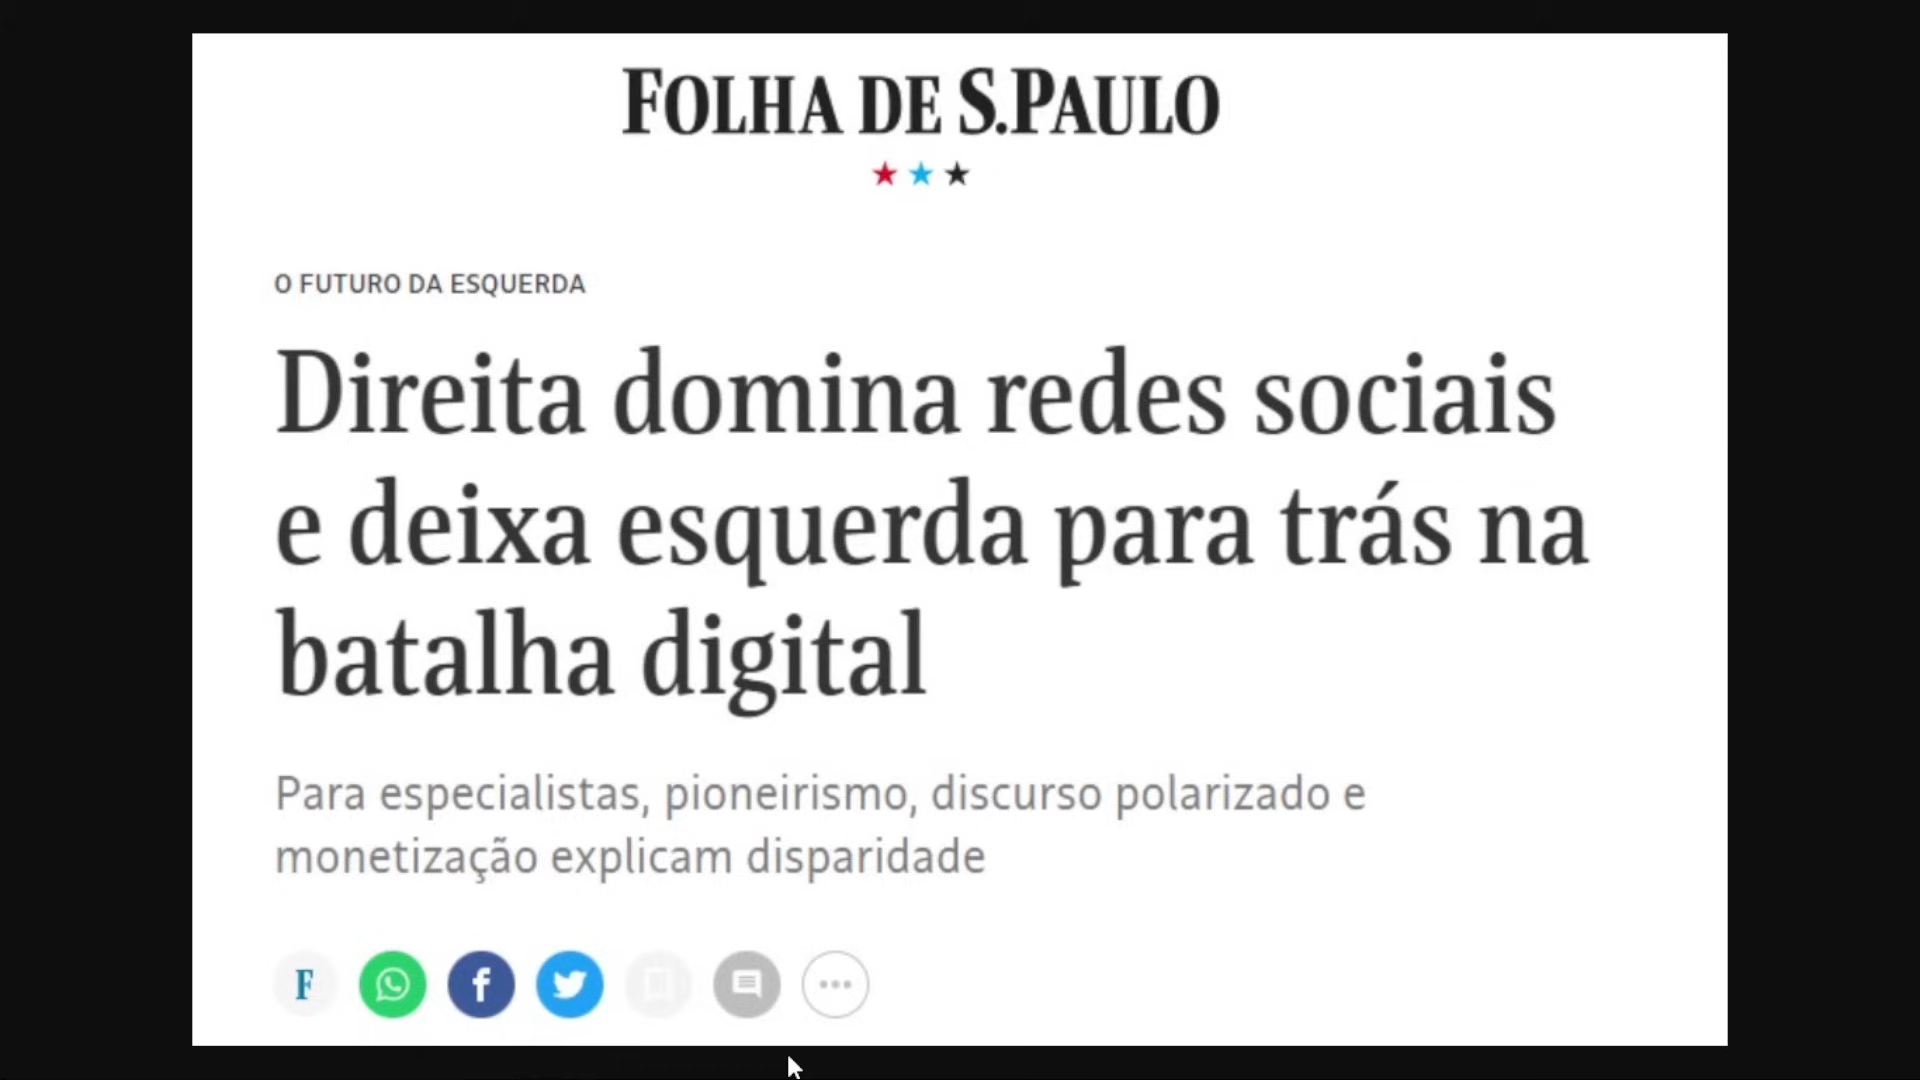 FOLHA DE S.PAULO
O FUTURO DA ESQUERDA
Direita domina redes sociais
e deixa esquerda para trás na
batalha digital
Para especialistas, pioneirismo, discurso polarizado e
monetização explicam disparidade
F
f